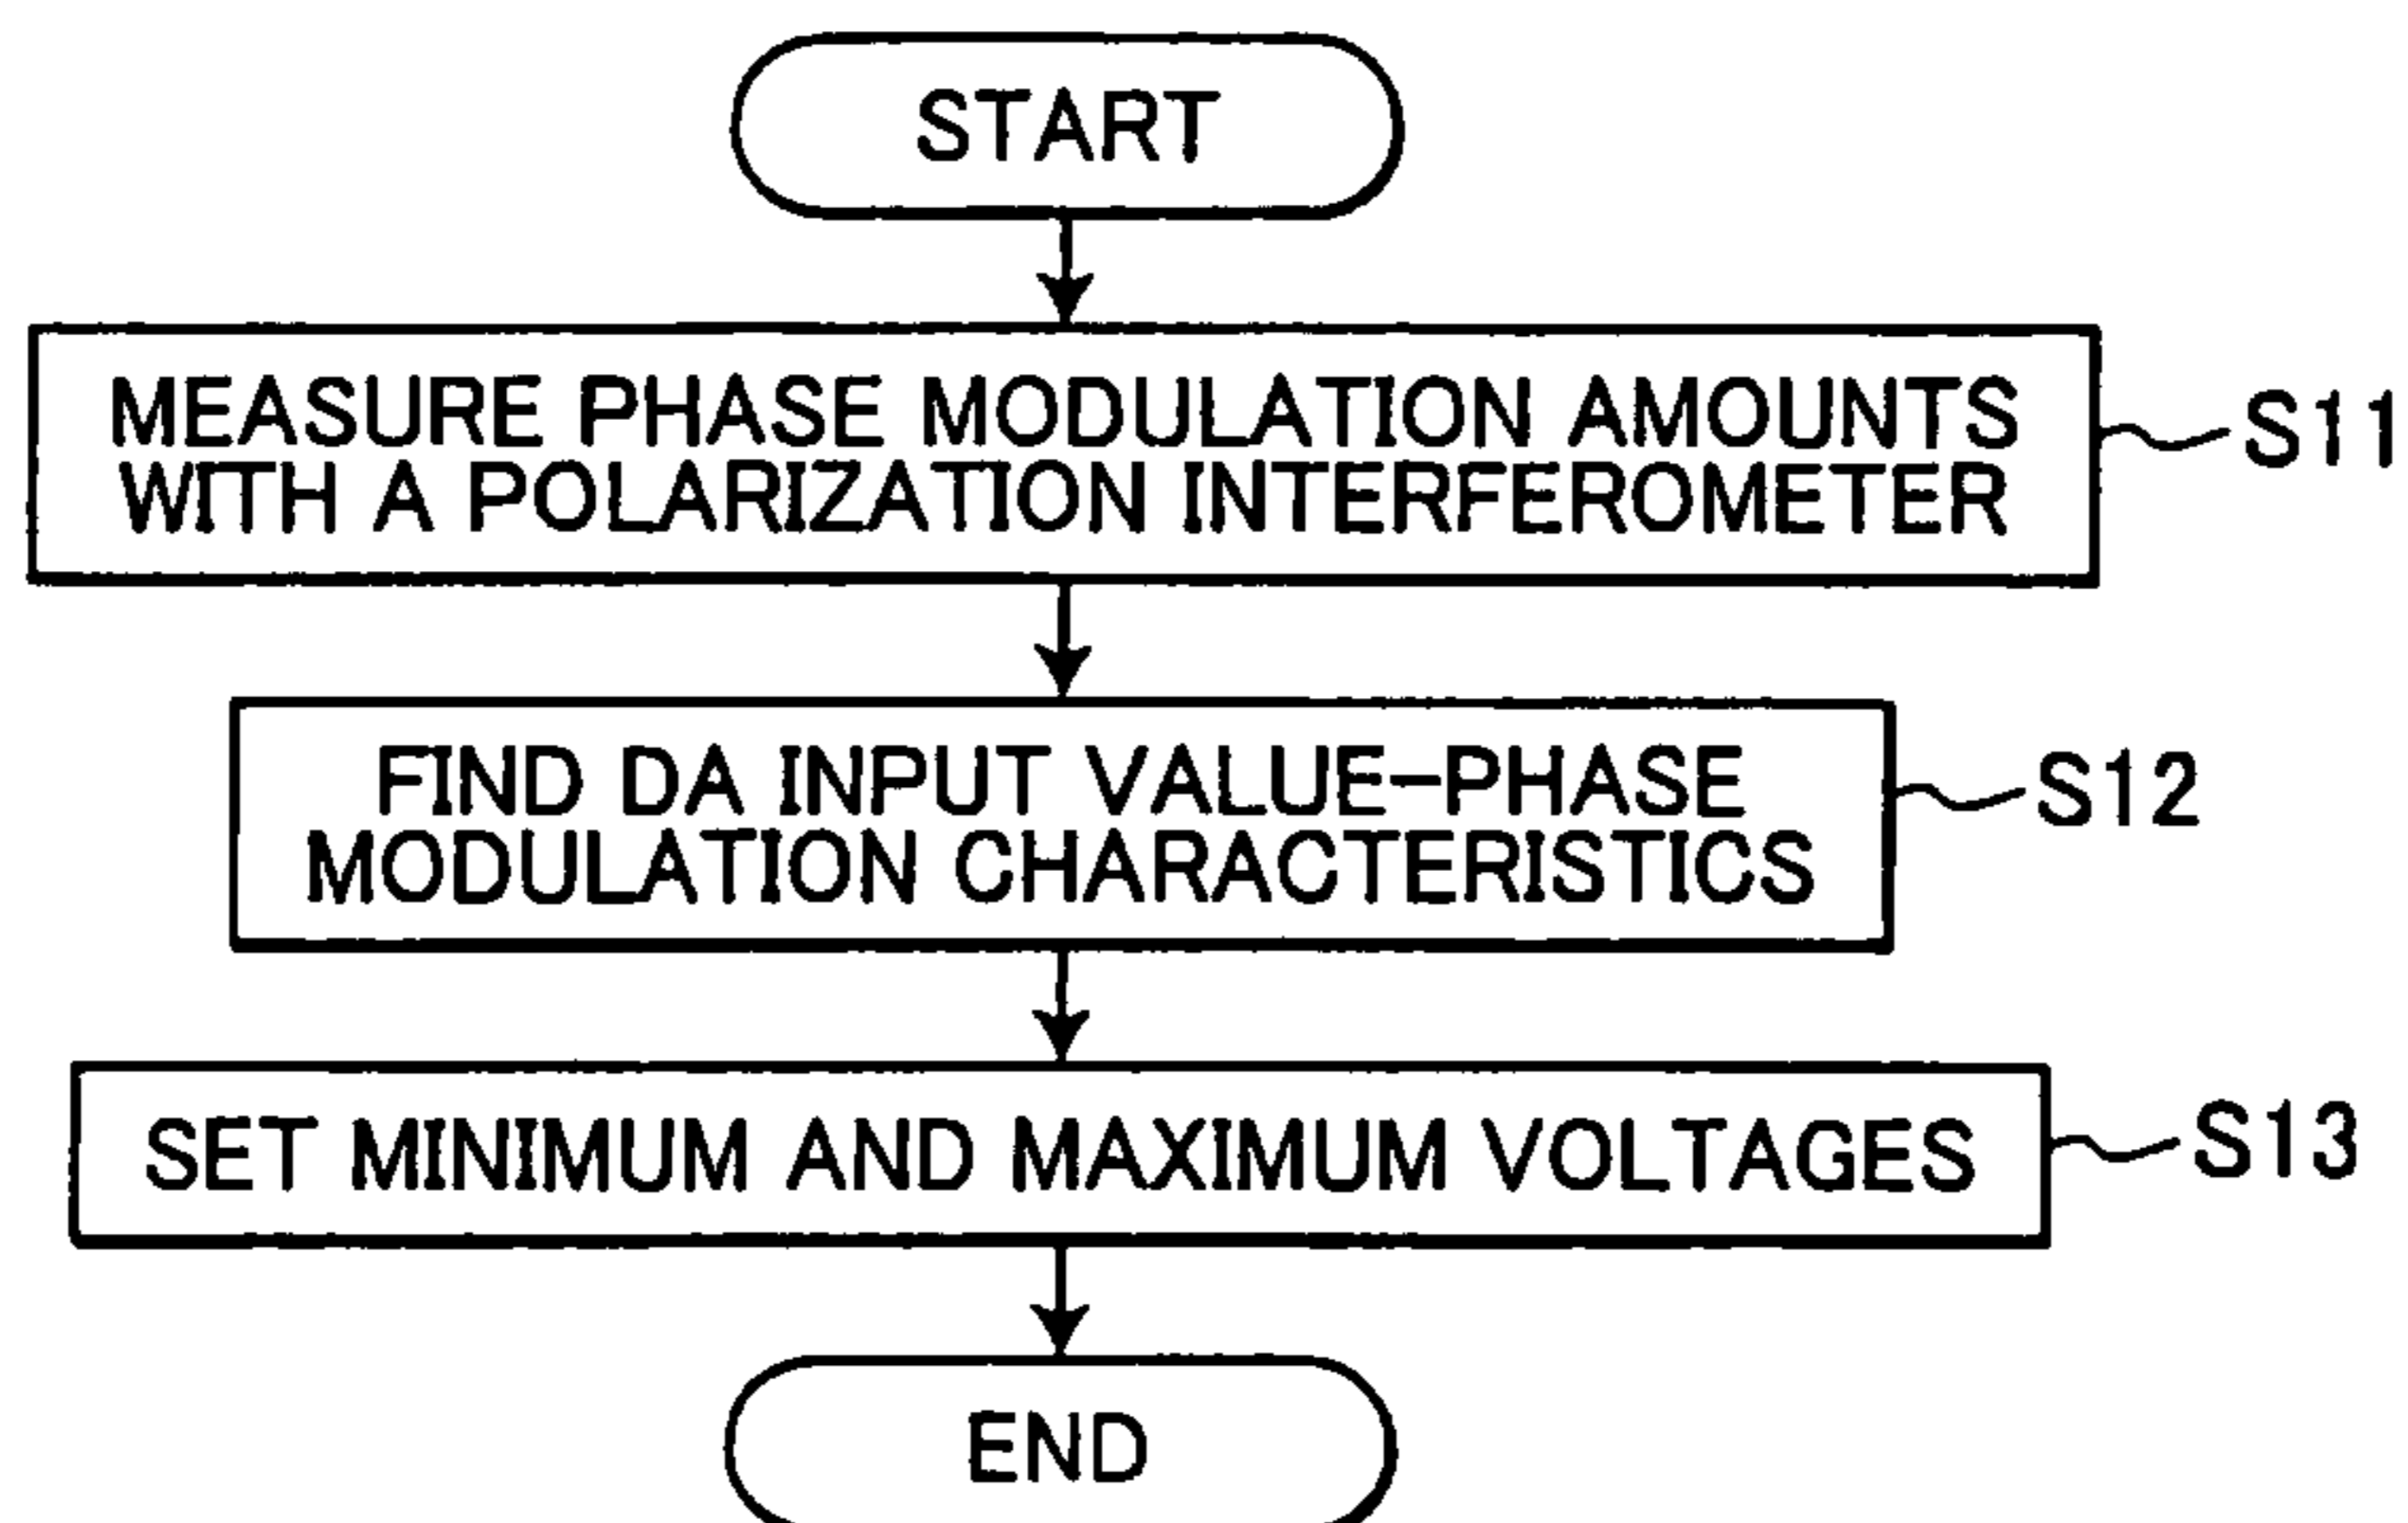 START
MEASURE PHASE MODULATION AMOUNTS
WITH A POLARIZATION INTERFEROMETER
S11
FIND DA INPUT VALUE-PHASE
MODULATION CHARACTERISTICS
S12
SET MINIMUM AND MAXIMUM VOLTAGES
S13
END